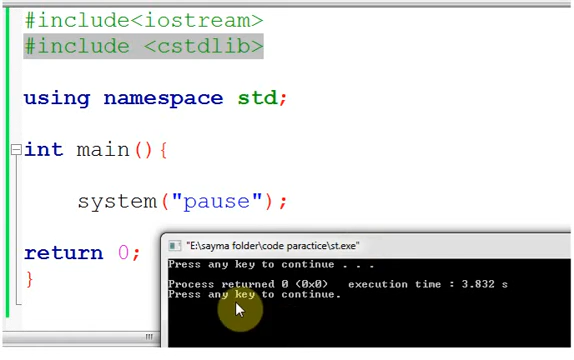 #include<iostream>
#include <cstdlib>
using namespace std;
int main(){
system("pause");
return 0;
}
"E:\sayma folder\code paractice\st.exe"
Press any key to continue . . .
Process returned 0 (0x0)   execution time : 3.832 s
Press any key to continue.